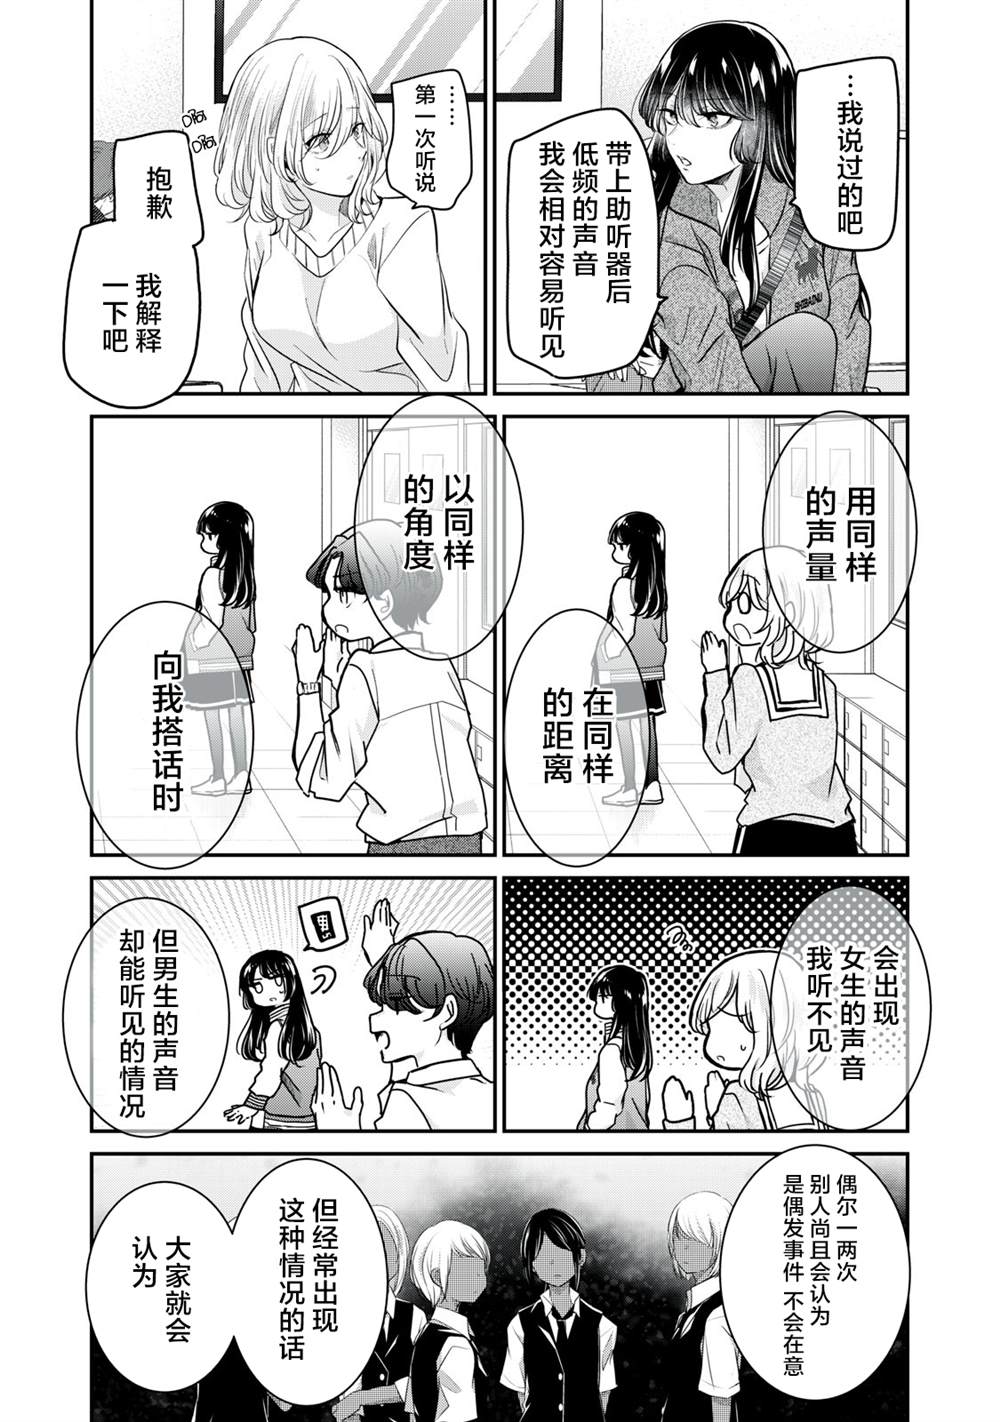 …我说过的吧
带上助听器后
低频的声音
我会相对容易听见
SHIBAINU
……
第一次听说
啊
啊
抱歉
我解释
一下吧
用同样
的声量
在同样
的距离
以同样
的角度
向我搭话时
会出现
女生的声音
我听不见
男
但男生的声音
却能听见的情况
偶尔一两次
别人尚且会认为
是偶发事件 不会在意
但经常出现
这种情况的话
大家就会
认为